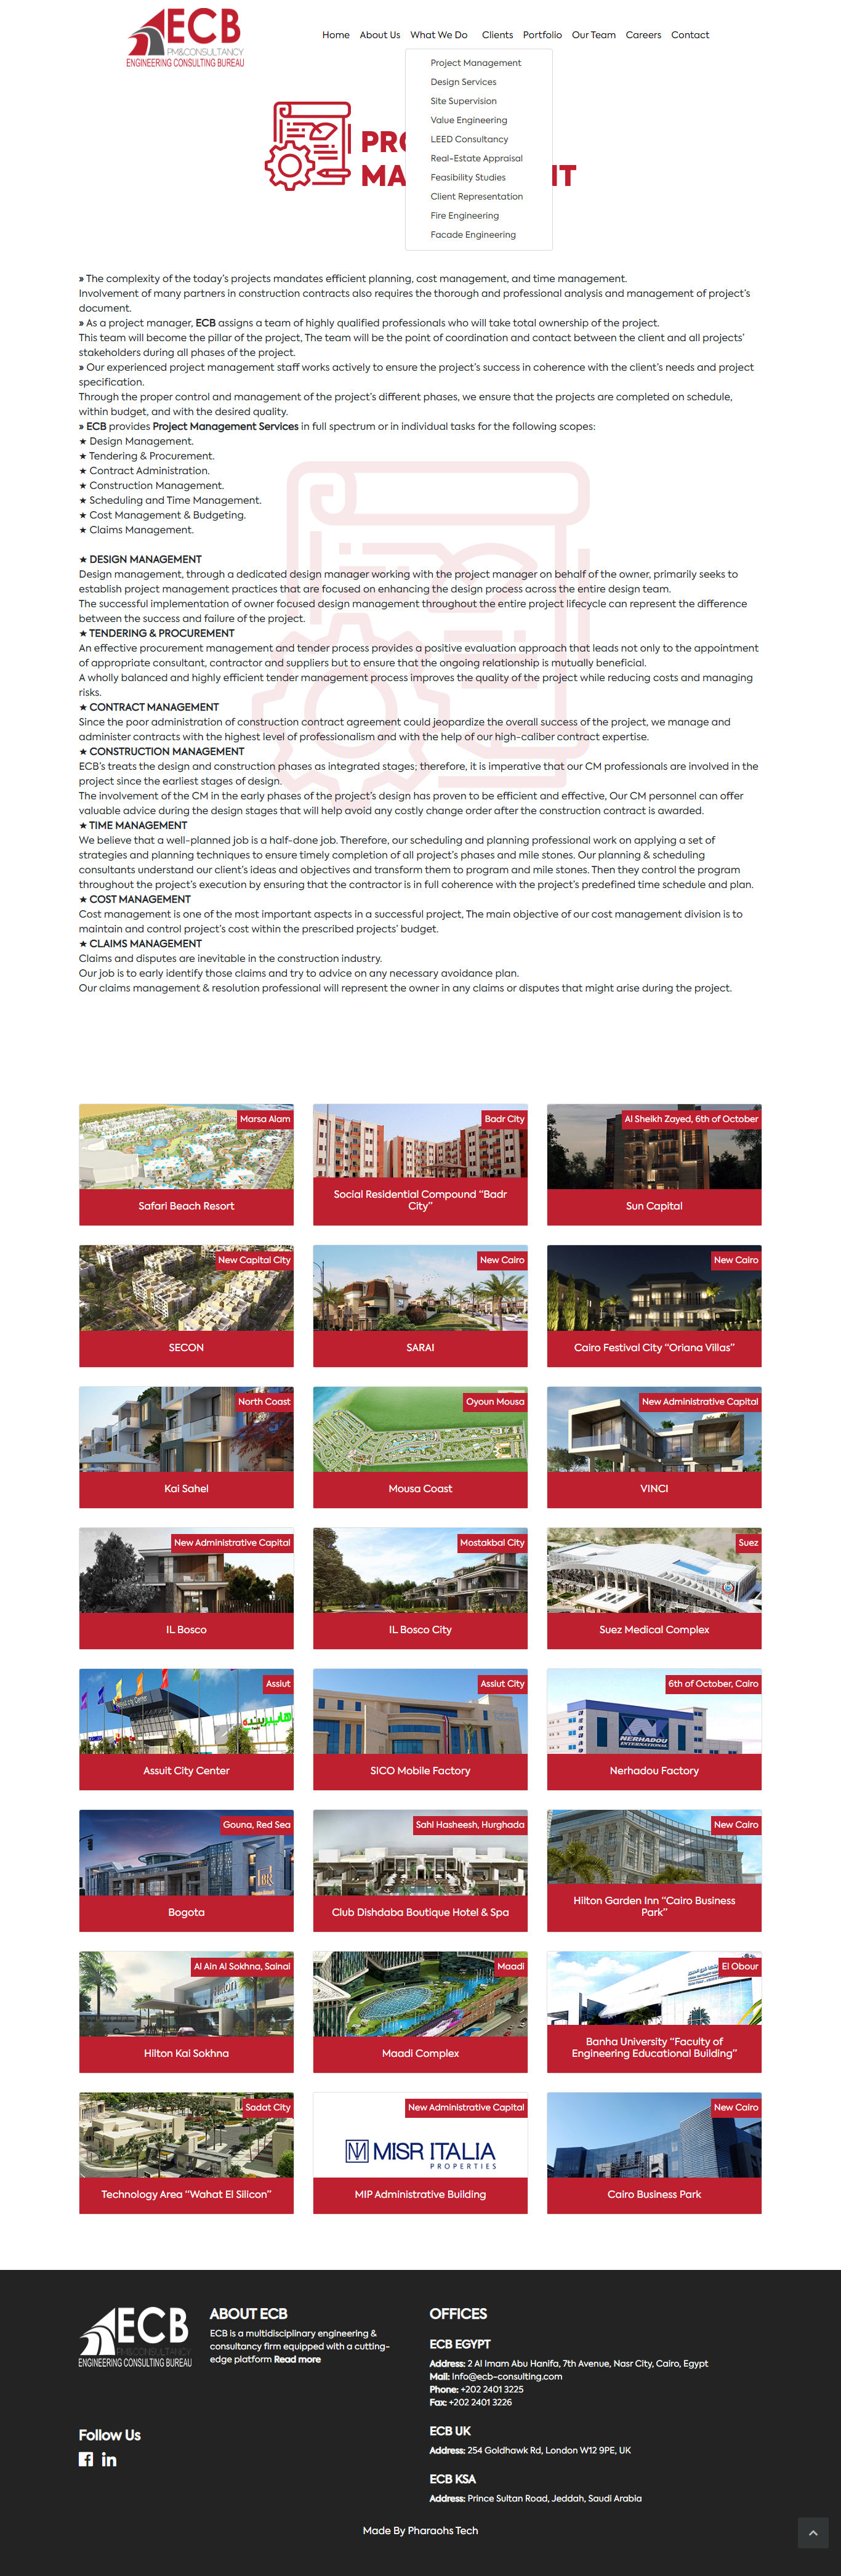 ECB
PM&CONSULTANCY
ENGINEERING CONSULTING BUREAU
Home About Us What We Do Clients Portfolio Our Team Careers Contact
Project Management
Design Services
Site Supervision
Value Engineering
LEED Consultancy
Real-Estate Appraisal
Feasibility Studies
Client Representation
Fire Engineering
Facade Engineering
» The complexity of the today's projects mandates efficient planning, cost management, and time management.
Involvement of many partners in construction contracts also requires the thorough and professional analysis and management of project's
document.
» As a project manager, ECB assigns a team of highly qualified professionals who will take total ownership of the project.
This team will become the pillar of the project, The team will be the point of coordination and contact between the client and all projects'
stakeholders during all phases of the project.
» Our experienced project management staff works actively to ensure the project's success in coherence with the client's needs and project
specification.
Through the proper control and management of the project's different phases, we ensure that the projects are completed on schedule,
within budget, and with the desired quality.
» ECB provides Project Management Services in full spectrum or in individual tasks for the following scopes:
★ Design Management.
★ Tendering & Procurement.
★ Contract Administration.
★ Construction Management.
★ Scheduling and Time Management.
★ Cost Management & Budgeting.
★ Claims Management.
★ DESIGN MANAGEMENT
Design management, through a dedicated design manager working with the project manager on behalf of the owner, primarily seeks to
establish project management practices that are focused on enhancing the design process across the entire design team.
The successful implementation of owner focused design management throughout the entire project lifecycle can represent the difference
between the success and failure of the project.
★ TENDERING & PROCUREMENT
An effective procurement management and tender process provides a positive evaluation approach that leads not only to the appointment
of appropriate consultant, contractor and suppliers but to ensure that the ongoing relationship is mutually beneficial.
A wholly balanced and highly efficient tender management process improves the quality of the project while reducing costs and managing
risks.
★ CONTRACT MANAGEMENT
Since the poor administration of construction contract agreement could jeopardize the overall success of the project, we manage and
administer contracts with the highest level of professionalism and with the help of our high-caliber contract expertise.
★ CONSTRUCTION MANAGEMENT
ECB's treats the design and construction phases as integrated stages; therefore, it is imperative that our CM professionals are involved in the
project since the earliest stages of design.
The involvement of the CM in the early phases of the project's design has proven to be efficient and effective, Our CM personnel can offer
valuable advice during the design stages that will help avoid any costly change order after the construction contract is awarded.
★ TIME MANAGEMENT
We believe that a well-planned job is a half-done job. Therefore, our scheduling and planning professional work on applying a set of
strategies and planning techniques to ensure timely completion of all project's phases and mile stones. Our planning & scheduling
consultants understand our client's ideas and objectives and transform them to program and mile stones. Then they control the program
throughout the project's execution by ensuring that the contractor is in full coherence with the project's predefined time schedule and plan.
★ COST MANAGEMENT
Cost management is one of the most important aspects in a successful project, The main objective of our cost management division is to
maintain and control project's cost within the prescribed projects' budget.
★ CLAIMS MANAGEMENT
Claims and disputes are inevitable in the construction industry.
Our job is to early identify those claims and try to advice on any necessary avoidance plan.
Our claims management & resolution professional will represent the owner in any claims or disputes that might arise during the project.
Marsa Alam
Safari Beach Resort
Badr City
Social Residential Compound "Badr
City"
Al Sheikh Zayed, 6th of October
Sun Capital
New Capital City
SECON
New Cairo
SARAI
New Cairo
Cairo Festival City "Oriana Villas"
North Coast
Kai Sahel
Oyoun Mousa
Mousa Coast
New Administrative Capital
VINCI
New Administrative Capital
IL Bosco
Mostakbal City
IL Bosco City
Suez
Suez Medical Complex
Assiut
Assuit City Center
Assiut City
SICO Mobile Factory
6th of October, Cairo
NERHADOU
INTERNATIONAL
Nerhadou Factory
Gouna, Red Sea
Bogota
Sahl Hasheesh, Hurghada
Club Dishdaba Boutique Hotel & Spa
New Cairo
Hilton Garden Inn "Cairo Business
Park"
Al Ain Al Sokhna, Sainai
Hilton
Hilton Kai Sokhna
Maadi
Maadi Complex
El Obour
Banha University "Faculty of
Engineering Educational Building"
Sadat City
Technology Area "Wahat El Silicon"
New Administrative Capital
MISR ITALIA
PROPERTIES
MIP Administrative Building
New Cairo
Cairo Business Park
ECB
PM&CONSULTANCY
ENGINEERING CONSULTING BUREAU
Follow Us
ABOUT ECB
ECB is a multidisciplinary engineering &
consultancy firm equipped with a cutting-
edge platform Read more
OFFICES
ECB EGYPT
Address: 2 Al Imam Abu Hanifa, 7th Avenue, Nasr City, Cairo, Egypt
Mail: Info@ecb-consulting.com
Phone: +202 2401 3225
Fax: +202 2401 3226
ECB UK
Address: 254 Goldhawk Rd, London W12 9PE, UK
ECB KSA
Address: Prince Sultan Road, Jeddah, Saudi Arabia
Made By Pharaohs Tech